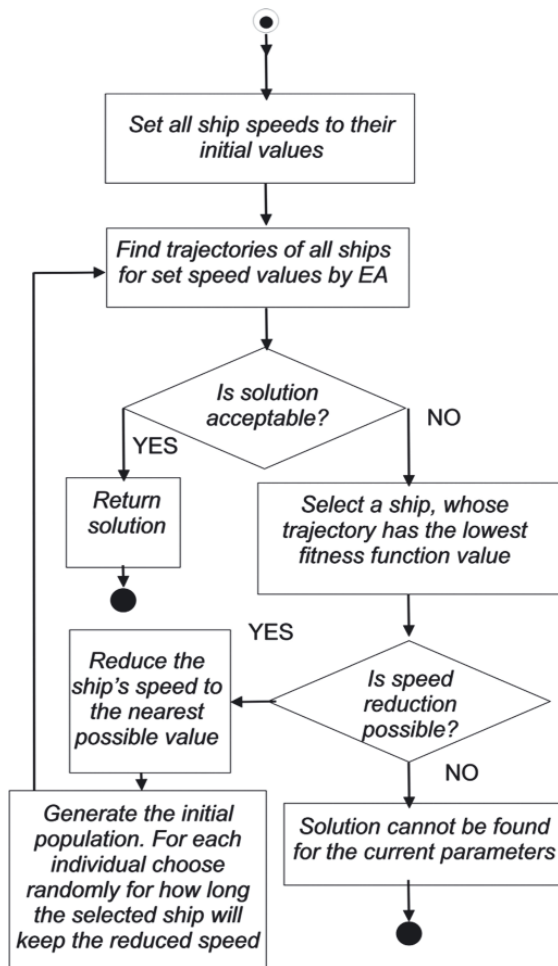 Set all ship speeds to their
initial values
Find trajectories of all ships
for set speed values by EA
Is solution
acceptable?
YES
NO
Return
solution
Select a ship, whose
trajectory has the lowest
fitness function value
YES
Reduce the
ship's speed to
the nearest
possible value
Is speed
reduction
possible?
NO
Generate the initial
population. For each
individual choose
randomly for how long
the selected ship will
keep the reduced speed
Solution cannot be found
for the current parameters